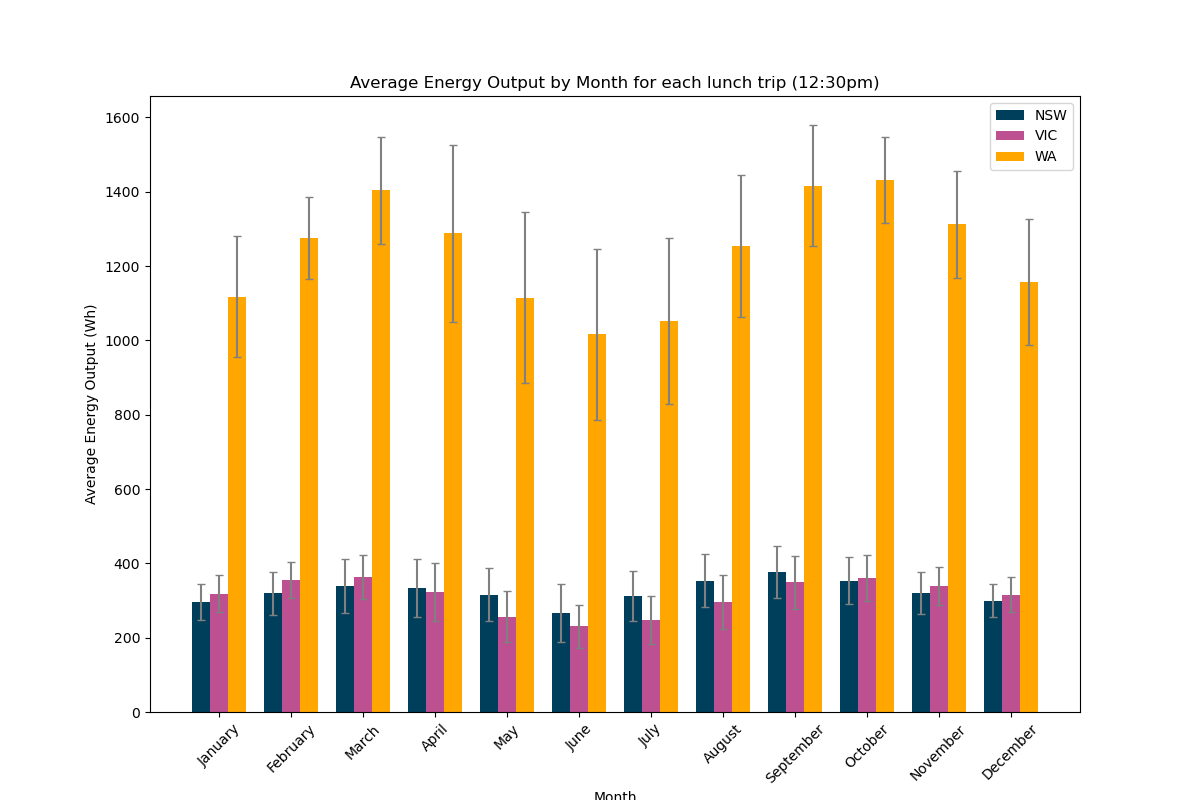 Average Energy Output by Month for each lunch trip (12:30pm)
NSW
VIC
WA
Average Energy Output (Wh)
1600
1400
1200
1000
800
600
400
200
0
January
February
March
April
May
June
July
August
September
October
November
December
Month